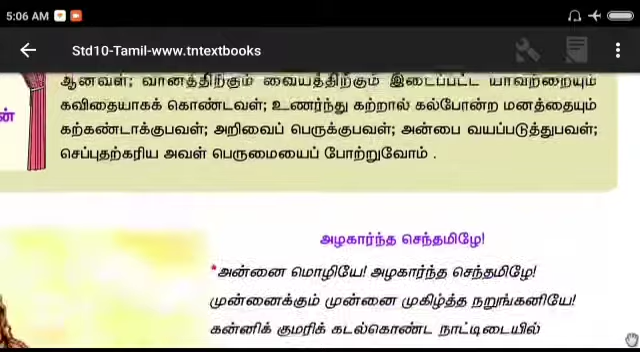 5:06 AM
Std10-Tamil-www.tntextbooks
ஆனவள்; வானத்திற்கும் வையத்திற்கும் இடைப்பட்ட யாவற்றையும்
கவிதையாகக் கொண்டவள்; உணர்ந்து கற்றால் கல்போன்ற மனத்தையும்
கற்கண்டாக்குபவள்; அறிவைப் பெருக்குபவள்; அன்பை வயப்படுத்துபவள்;
செப்புதற்கரிய அவள் பெருமையைப் போற்றுவோம் .
ன்
அழகார்ந்த செந்தமிழே!
*அன்னை மொழியே! அழகார்ந்த செந்தமிழே!
முன்னைக்கும் முன்னை முகிழ்த்த நறுங்கனியே!
கன்னிக் குமரிக் கடல்கொண்ட நாட்டிடையில்